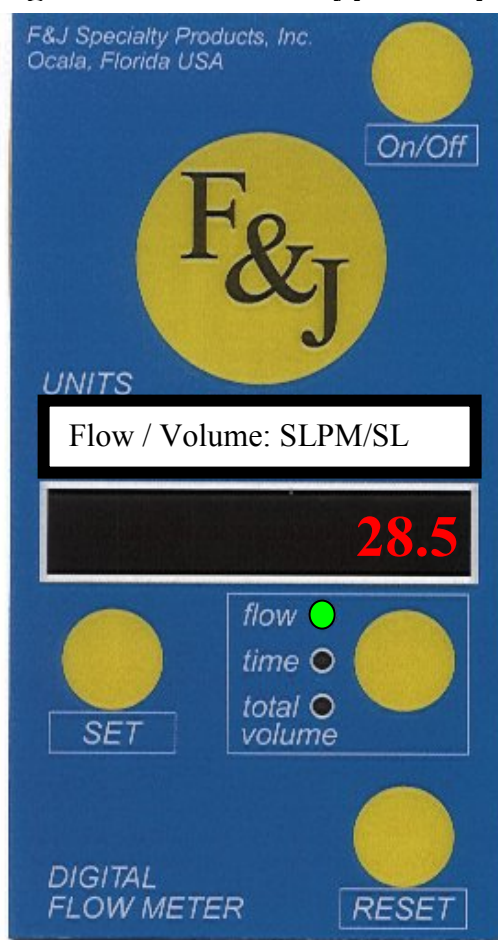 F&J Specialty Products, Inc.
Ocala, Florida USA
On/Off
F&J
UNITS
Flow / Volume: SLPM/SL
28.5
flow
time
total
volume
SET
DIGITAL
FLOW METER
RESET